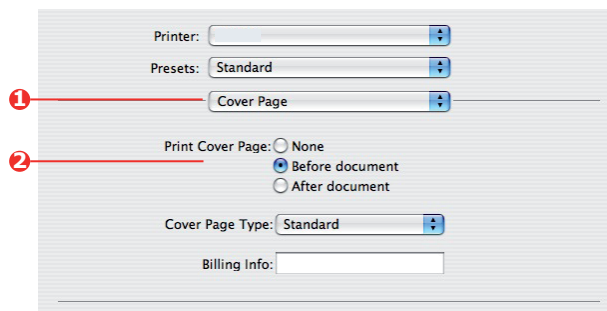 Printer:
Presets: Standard
1
Cover Page
Print Cover Page: None
2
Before document
After document
Cover Page Type: Standard
Billing Info: